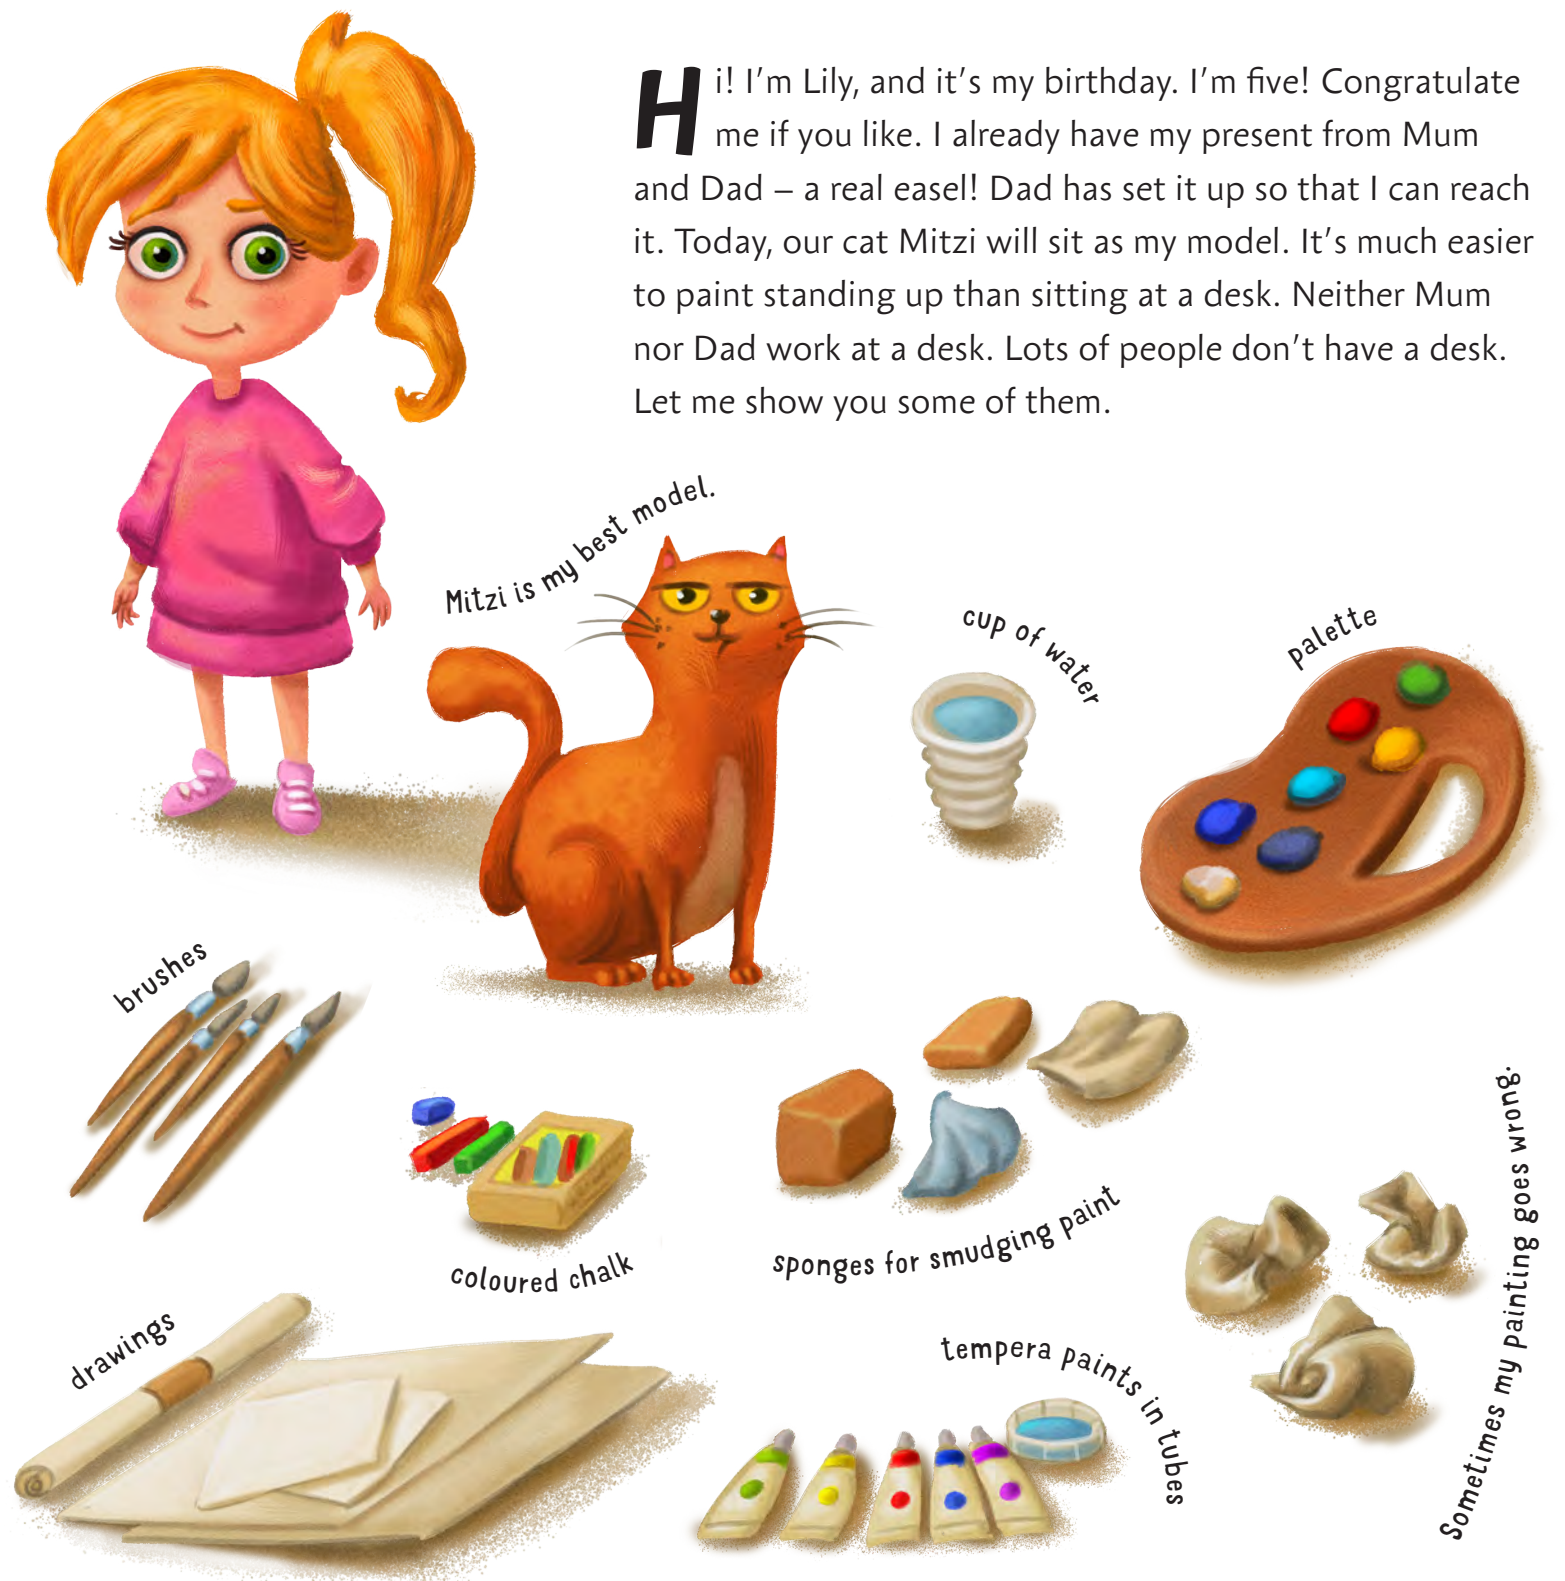 Hi! I’m Lily, and it’s my birthday. I’m five! Congratulate
me if you like. I already have my present from Mum
and Dad – a real easel! Dad has set it up so that I can reach
it. Today, our cat Mitzi will sit as my model. It’s much easier
to paint standing up than sitting at a desk. Neither Mum
nor Dad work at a desk. Lots of people don’t have a desk.
Let me show you some of them.
Mitzi is my best model.
cup of water
palette
brushes
coloured chalk
sponges for smudging paint
Sometimes my painting goes wrong.
drawings
tempera paints in tubes